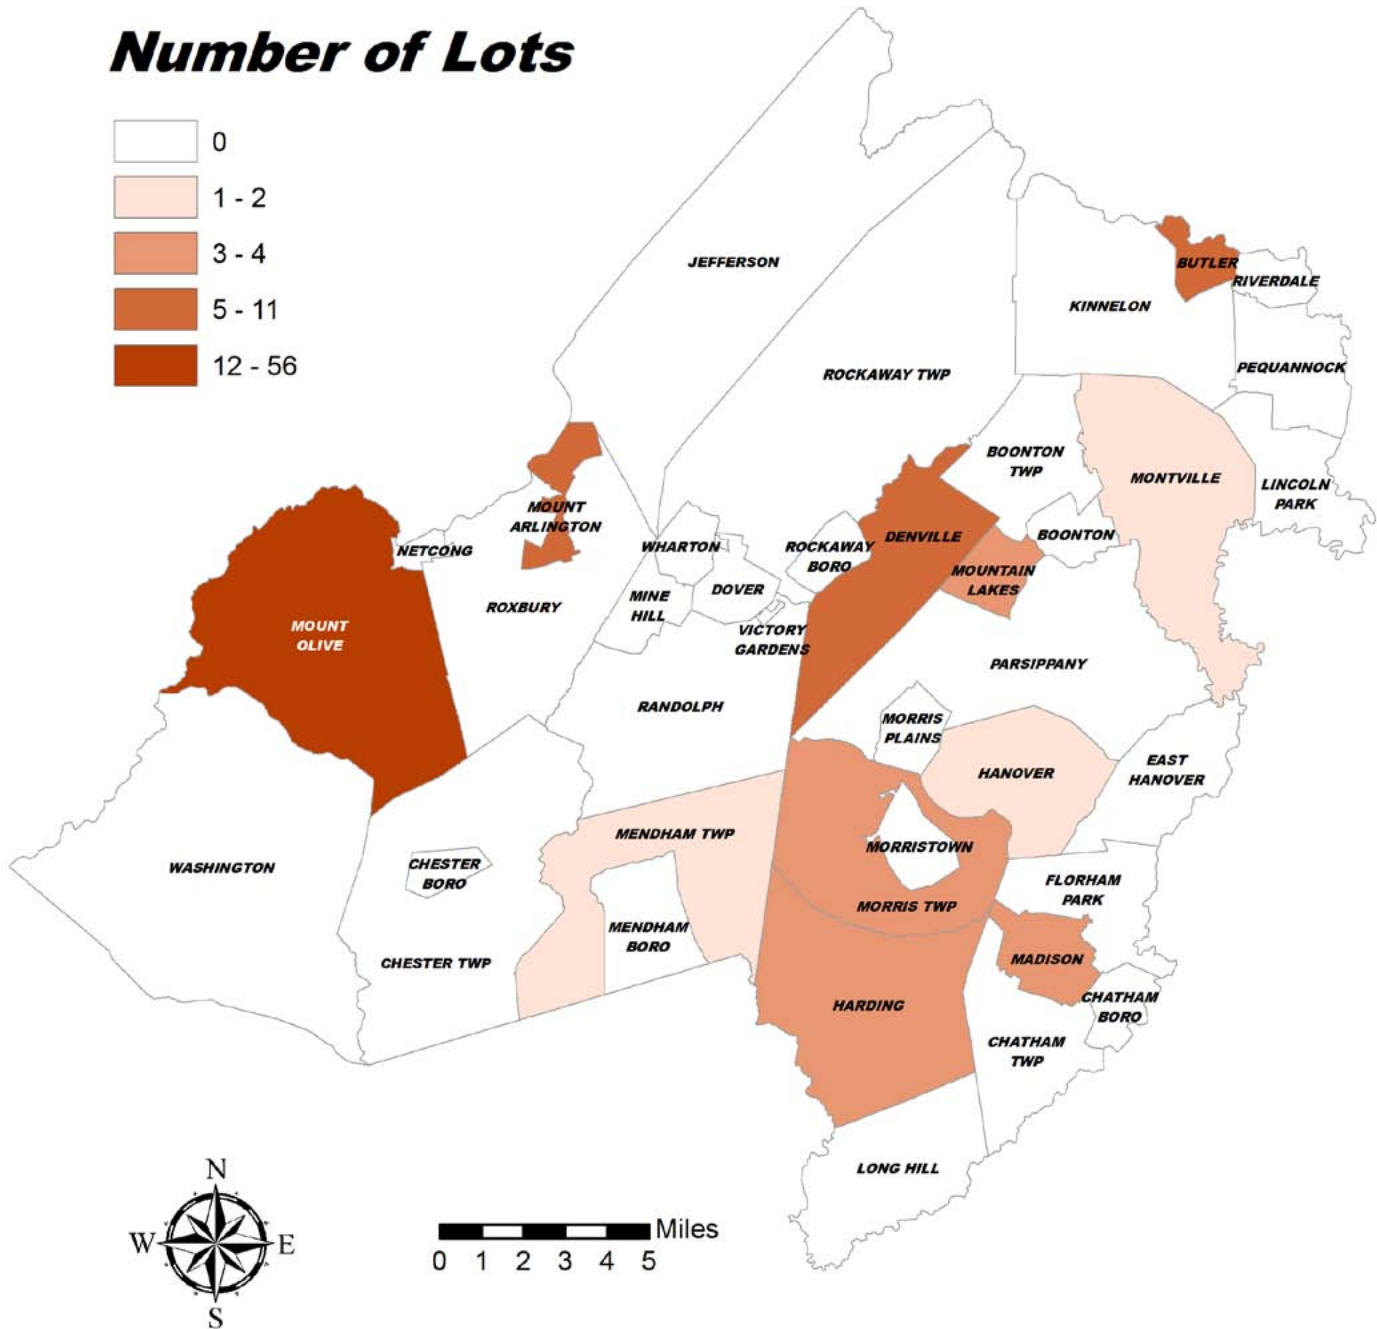 Number of Lots
0
1 - 2
3 - 4
5 - 11
12 - 56
JEFFERSON
BUTLER
RIVERDALE
KINNELON
PEQUANNOCK
ROCKAWAY TWP
BOONTON
TWP
MONTVILLE
LINCOLN
PARK
MOUNT
ARLINGTON
NETCONG
WHARTON
ROCKAWAY
BORO
DENVILLE
BOONTON
MOUNTAIN
LAKES
DOVER
MINE
HILL
ROXBURY
MOUNT
OLIVE
VICTORY
GARDENS
PARSIPPANY
RANDOLPH
MORRIS
PLAINS
HANOVER
EAST
HANOVER
MENDHAM TWP
MORRISTOWN
WASHINGTON
CHESTER
BORO
FLORHAM
PARK
MORRIS TWP
MENDHAM
BORO
CHESTER TWP
MADISON
HARDING
CHATHAM
BORO
CHATHAM
TWP
LONG HILL
N
W E
S
Miles
0 1 2 3 4 5